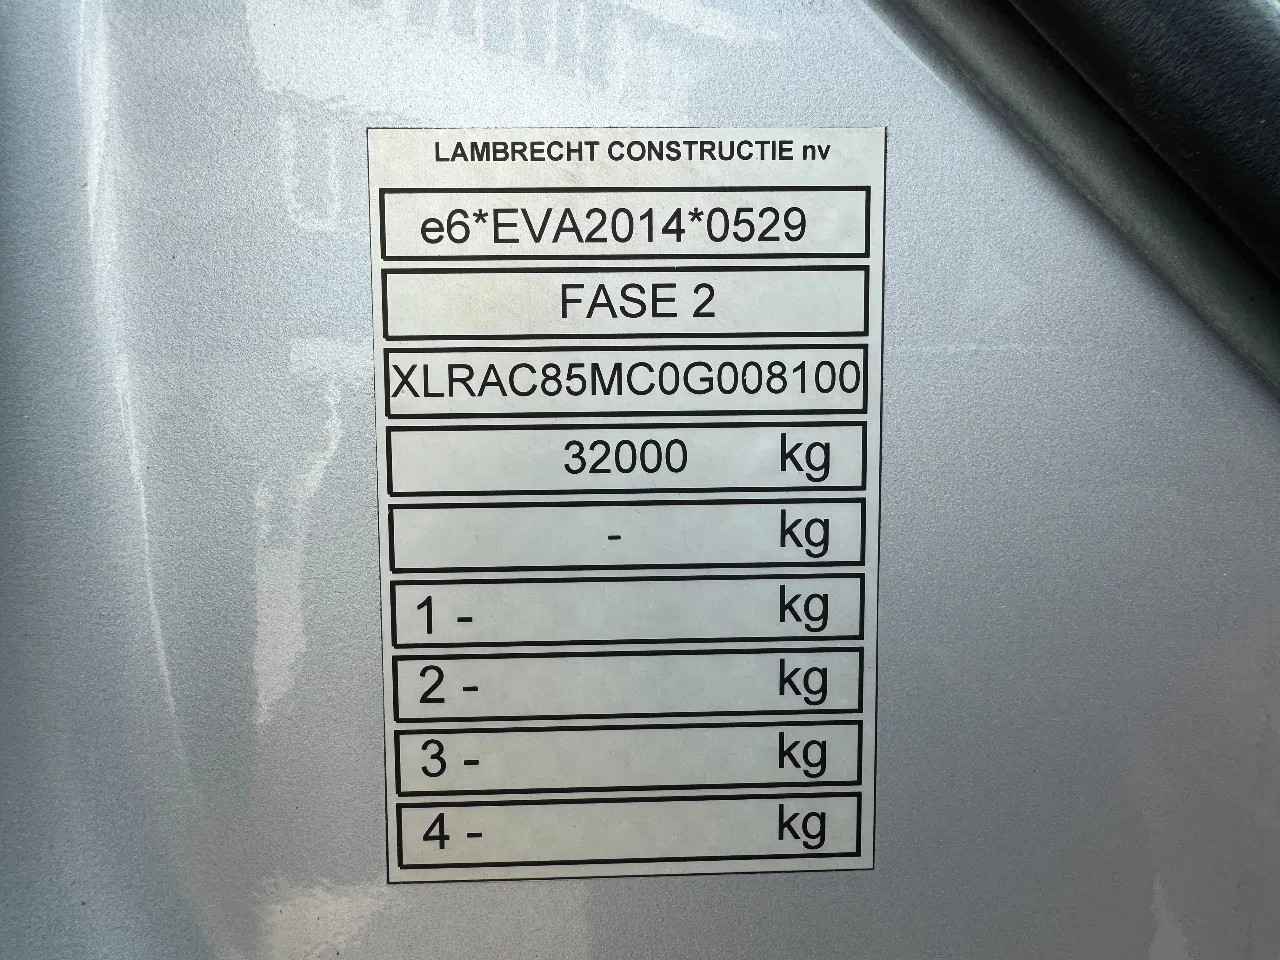 LAMBRECHT CONSTRUCTIE nv
e6*EVA2014*0529
FASE 2
XLRAC85MC0G008100
32000 kg
- kg
1 - kg
2 - kg
3 - kg
4 - kg